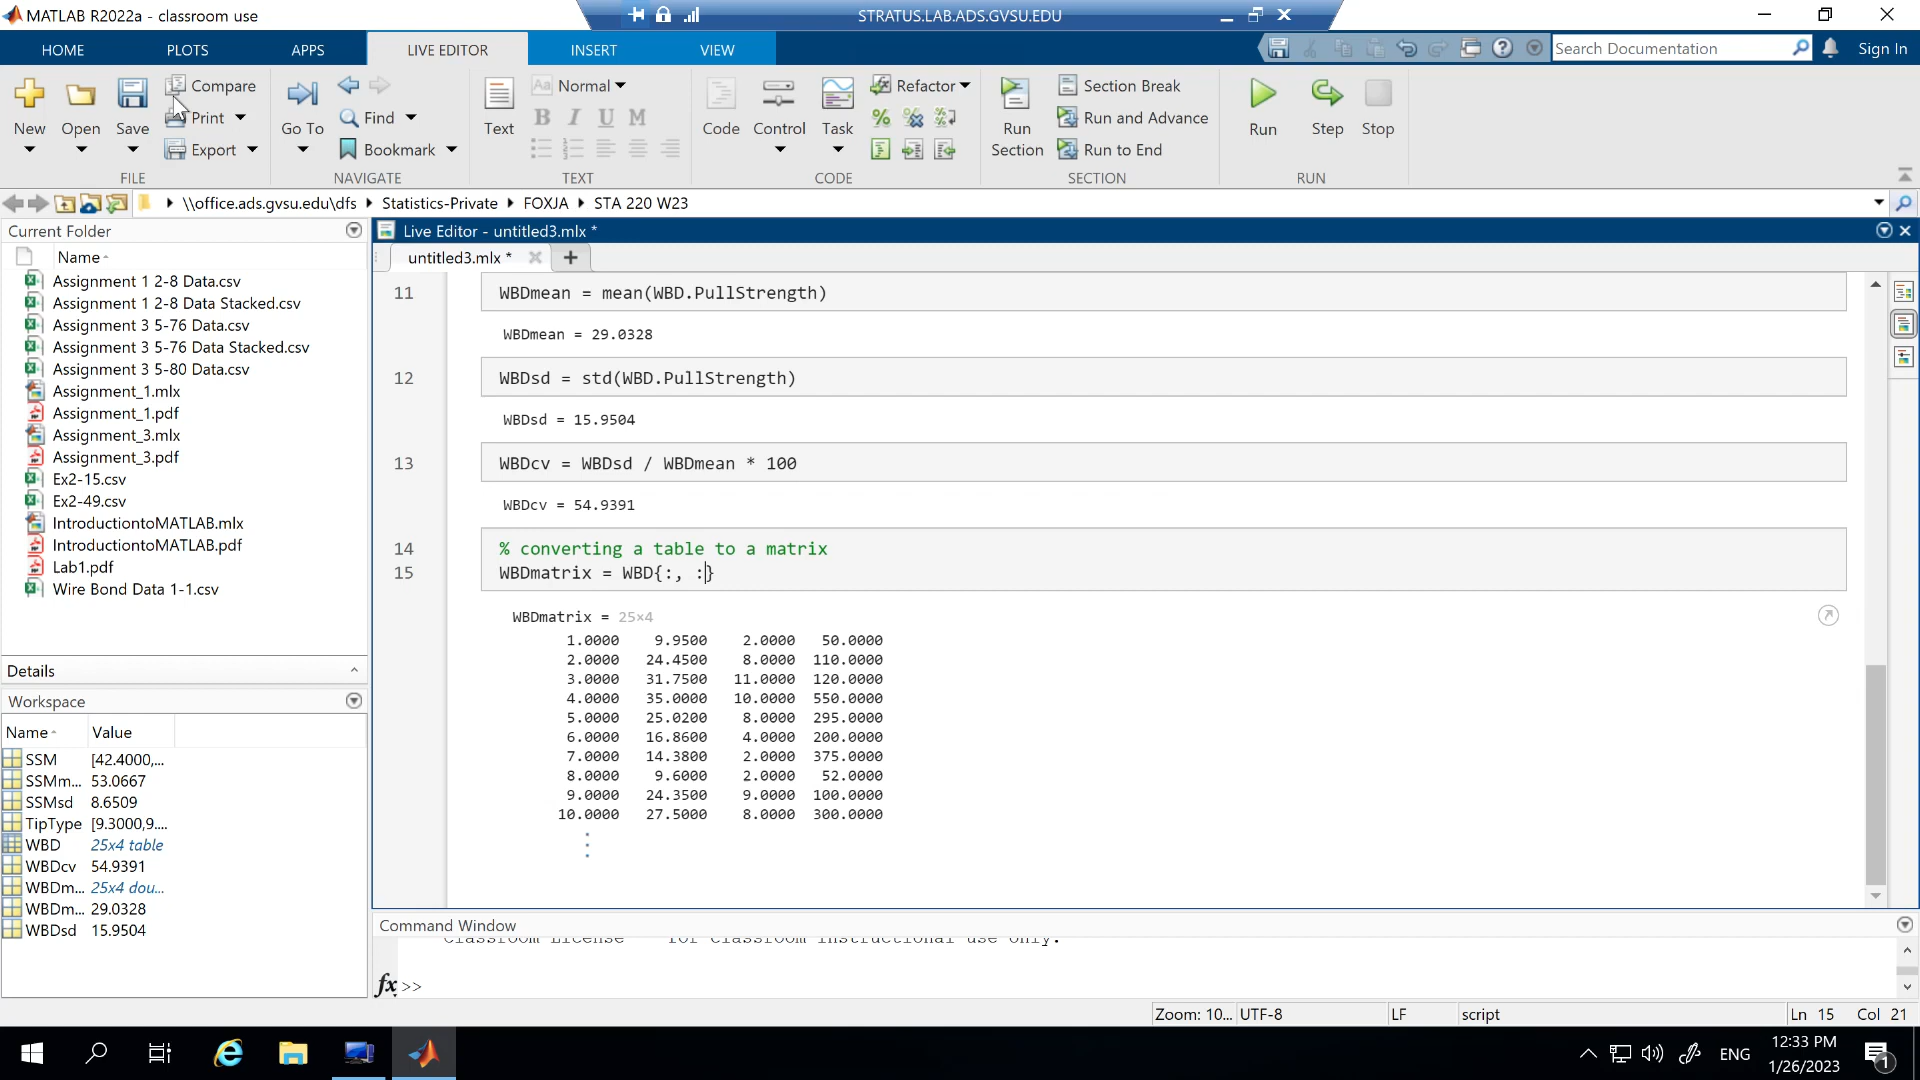 MATLAB R2022a - classroom use
STRATUS.LAB.ADS.GVSU.EDU
HOME PLOTS APPS LIVE EDITOR INSERT VIEW
Search Documentation
Sign In
New
Open
Save
Compare
Print
Export
FILE
Go To
Find
Bookmark
NAVIGATE
Text
Aa Normal
B I U M
TEXT
Code
Control
Task
Refactor
CODE
Run
Section
Section Break
Run and Advance
Run to End
SECTION
Run
Step
Stop
RUN
\\office.ads.gvsu.edu\dfs Statistics-Private FOXJA STA 220 W23
Current Folder
Name
Assignment 1 2-8 Data.csv
Assignment 1 2-8 Data Stacked.csv
Assignment 3 5-76 Data.csv
Assignment 3 5-76 Data Stacked.csv
Assignment 3 5-80 Data.csv
Assignment_1.mlx
Assignment_1.pdf
Assignment_3.mlx
Assignment_3.pdf
Ex2-15.csv
Ex2-49.csv
IntroductiontoMATLAB.mlx
IntroductiontoMATLAB.pdf
Lab1.pdf
Wire Bond Data 1-1.csv
Details
Workspace
Name Value
SSM [42.4000,...
SSMm... 53.0667
SSMsd 8.6509
TipType [9.3000,9....
WBD 25x4 table
WBDcv 54.9391
WBDm... 25x4 dou...
WBDm... 29.0328
WBDsd 15.9504
Live Editor - untitled3.mlx *
untitled3.mlx *
11 WBDmean = mean(WBD.PullStrength)
WBDmean = 29.0328
12 WBDsd = std(WBD.PullStrength)
WBDsd = 15.9504
13 WBDcv = WBDsd / WBDmean * 100
WBDcv = 54.9391
14 % converting a table to a matrix
15 WBDmatrix = WBD{:, :}
WBDmatrix = 25×4
1.0000 9.9500 2.0000 50.0000
2.0000 24.4500 8.0000 110.0000
3.0000 31.7500 11.0000 120.0000
4.0000 35.0000 10.0000 550.0000
5.0000 25.0200 8.0000 295.0000
6.0000 16.8600 4.0000 200.0000
7.0000 14.3800 2.0000 375.0000
8.0000 9.6000 2.0000 52.0000
9.0000 24.3500 9.0000 100.0000
10.0000 27.5000 8.0000 300.0000
Command Window
Classroom License -- for classroom instructional use only.
fx >>
Zoom: 10... UTF-8 LF script Ln 15 Col 21
ENG
12:33 PM
1/26/2023
1